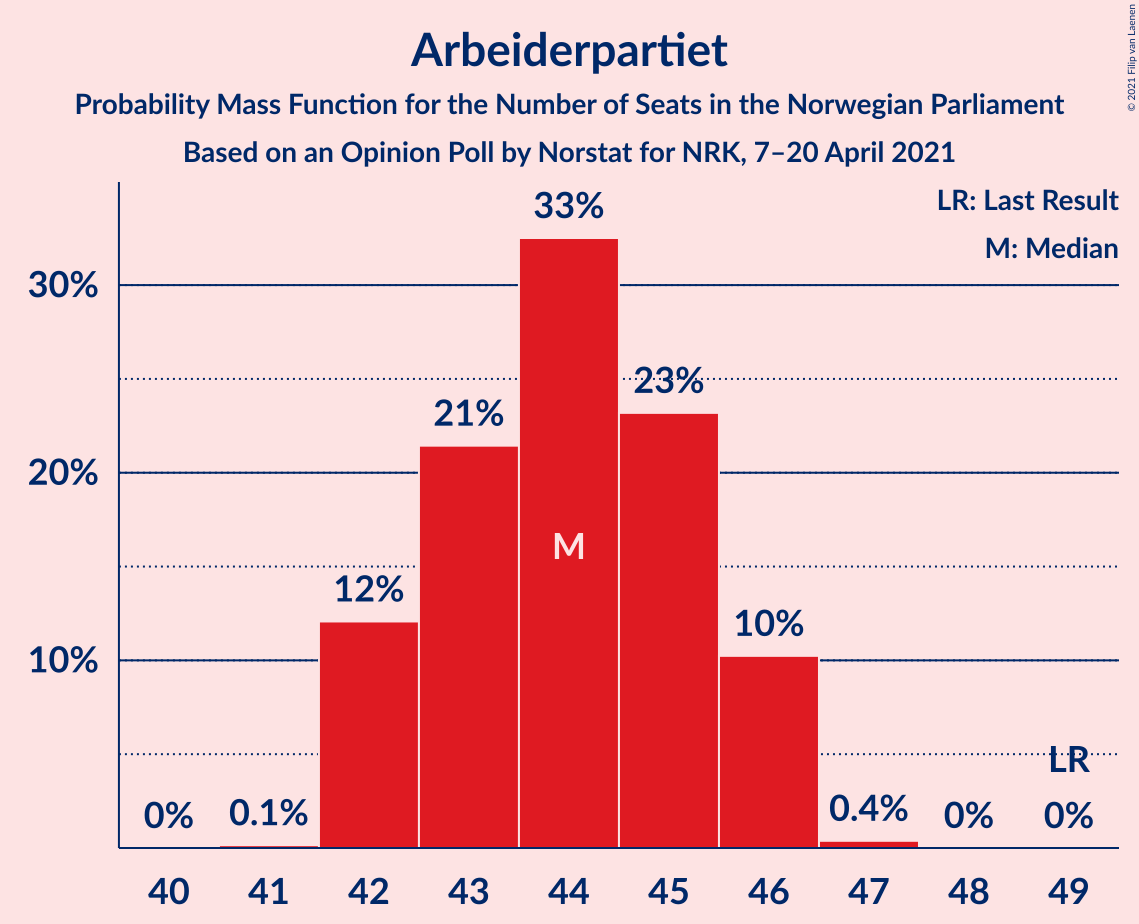 Arbeiderpartiet
Probability Mass Function for the Number of Seats in the Norwegian Parliament
Based on an Opinion Poll by Norstat for NRK, 7–20 April 2021
© 2021 Filip van Laenen
LR: Last Result
M: Median
30%
20%
10%
0%
0.1%
12%
21%
33%
M
23%
10%
0.4%
0%
LR
0%
40 41 42 43 44 45 46 47 48 49